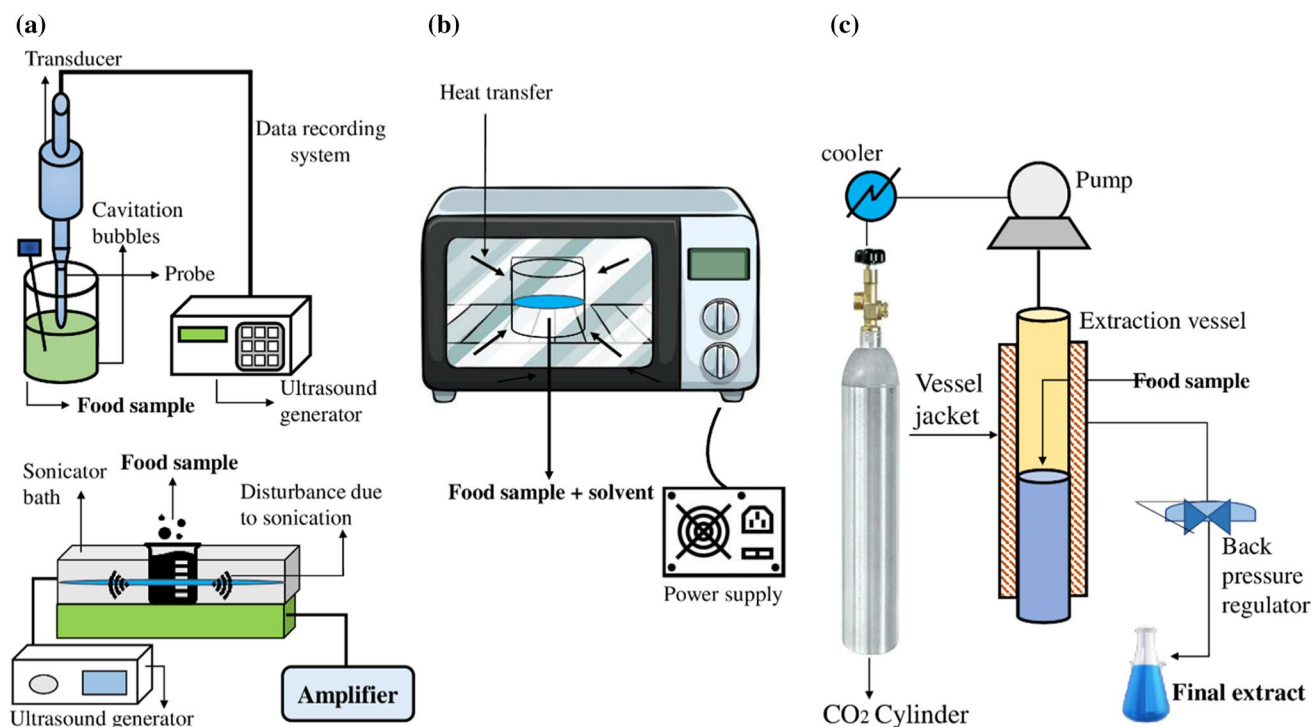 (a)
Transducer
Data recording
system
Cavitation
bubbles
Probe
Food sample
Ultrasound
generator
Sonicator
bath
Food sample
Disturbance due
to sonication
Amplifier
Ultrasound generator
(b)
Heat transfer
Food sample + solvent
Power supply
(c)
cooler
Pump
Extraction vessel
Food sample
Vessel
jacket
Back
pressure
regulator
Final extract
CO2 Cylinder